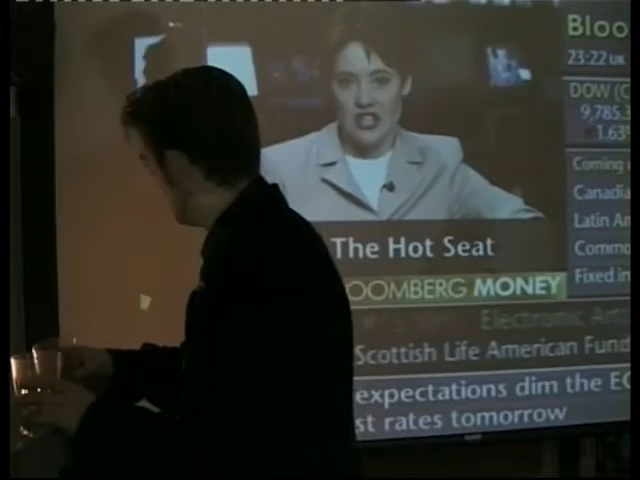 Bloo
23:22 UK
DOW (C
9,785.3
1.63
Coming
Canadia
Latin Am
Commo
Fixed in
The Hot Seat
OOMBERG MONEY
Electronic Arts
Scottish Life American Fund
expectations dim the EC
st rates tomorrow